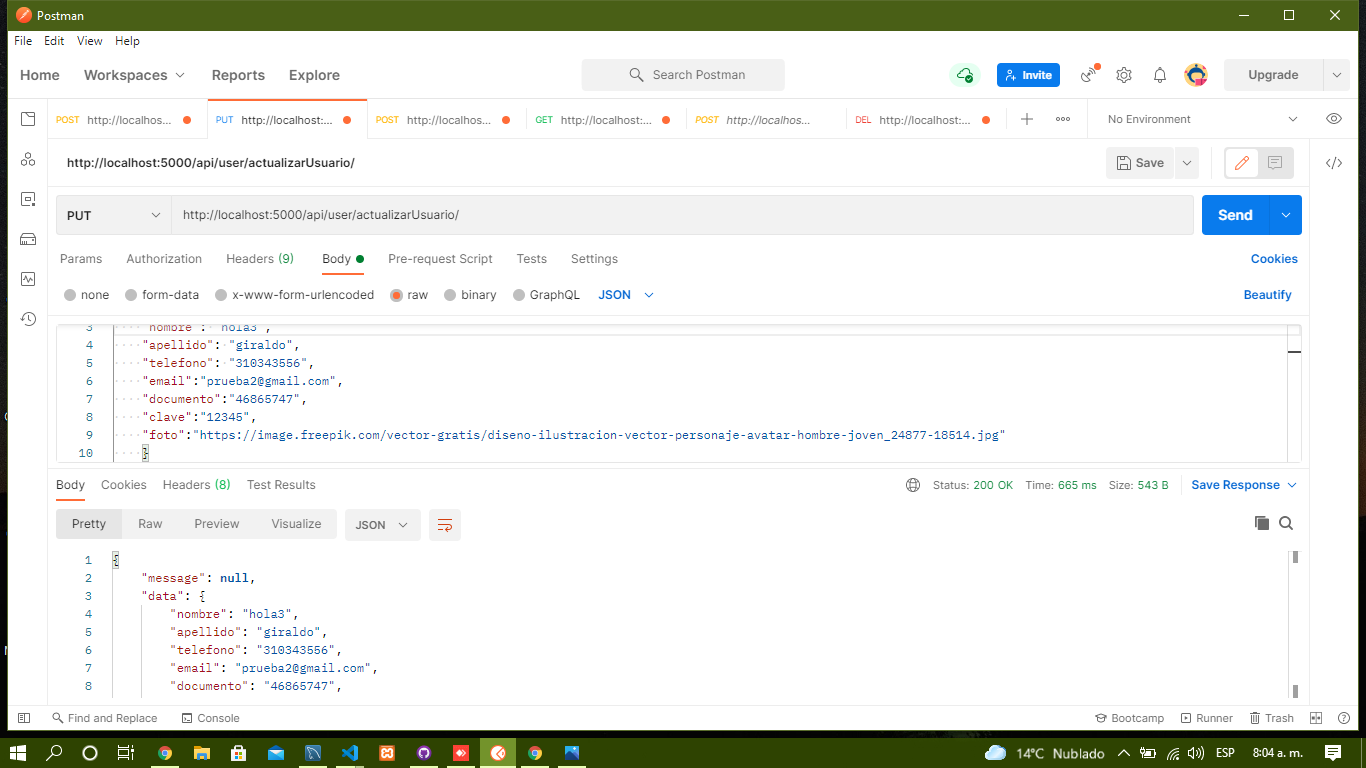 Postman
File Edit View Help
Home Workspaces Reports Explore Search Postman Invite Upgrade
POST http://localhos... PUT http://localhost:... POST http://localhos... GET http://localhost:... POST http://localhos... DEL http://localhost:... No Environment
http://localhost:5000/api/user/actualizarUsuario/ Save
PUT http://localhost:5000/api/user/actualizarUsuario/ Send
Params Authorization Headers (9) Body Pre-request Script Tests Settings Cookies
none form-data x-www-form-urlencoded raw binary GraphQL JSON Beautify
3 "nombre": "hola3",
4 "apellido": "giraldo",
5 "telefono": "310343556",
6 "email":"prueba2@gmail.com",
7 "documento":"46865747",
8 "clave":"12345",
9 "foto":"https://image.freepik.com/vector-gratis/diseno-ilustracion-vector-personaje-avatar-hombre-joven_24877-18514.jpg"
10 }
Body Cookies Headers (8) Test Results Status: 200 OK Time: 665 ms Size: 543 B Save Response
Pretty Raw Preview Visualize JSON
1 {
2 "message": null,
3 "data": {
4 "nombre": "hola3",
5 "apellido": "giraldo",
6 "telefono": "310343556",
7 "email": "prueba2@gmail.com",
8 "documento": "46865747",
Find and Replace Console Bootcamp Runner Trash
14°C Nublado ESP 8:04 a. m.